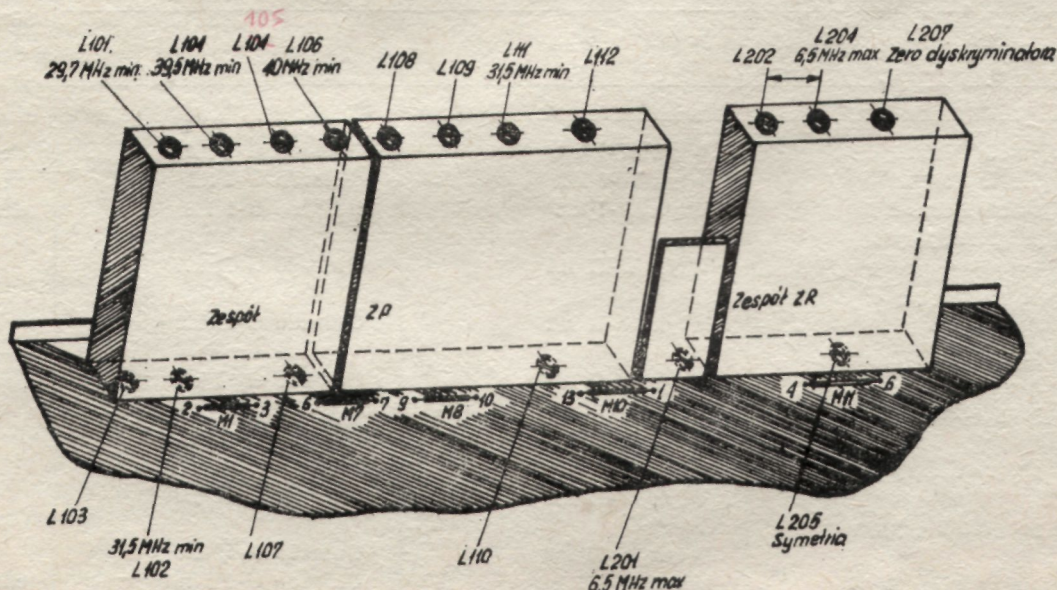 105
L101.
29,7 MHz min.
L104
39,5 MHz min
L104
L106
40 MHz min
L108
L109
L111
31,5 MHz min
L112
L202
L204
6,5 MHz max
L207
Zero dyskryminatora
Zespół
ZP
Zespół ZR
2
M1
3
6
M7
7
9
M8
10
13
M10
1
4
M11
6
L103
31,5 MHz min
L102
L107
L110
L201
6,5 MHz max
L205
Symetria